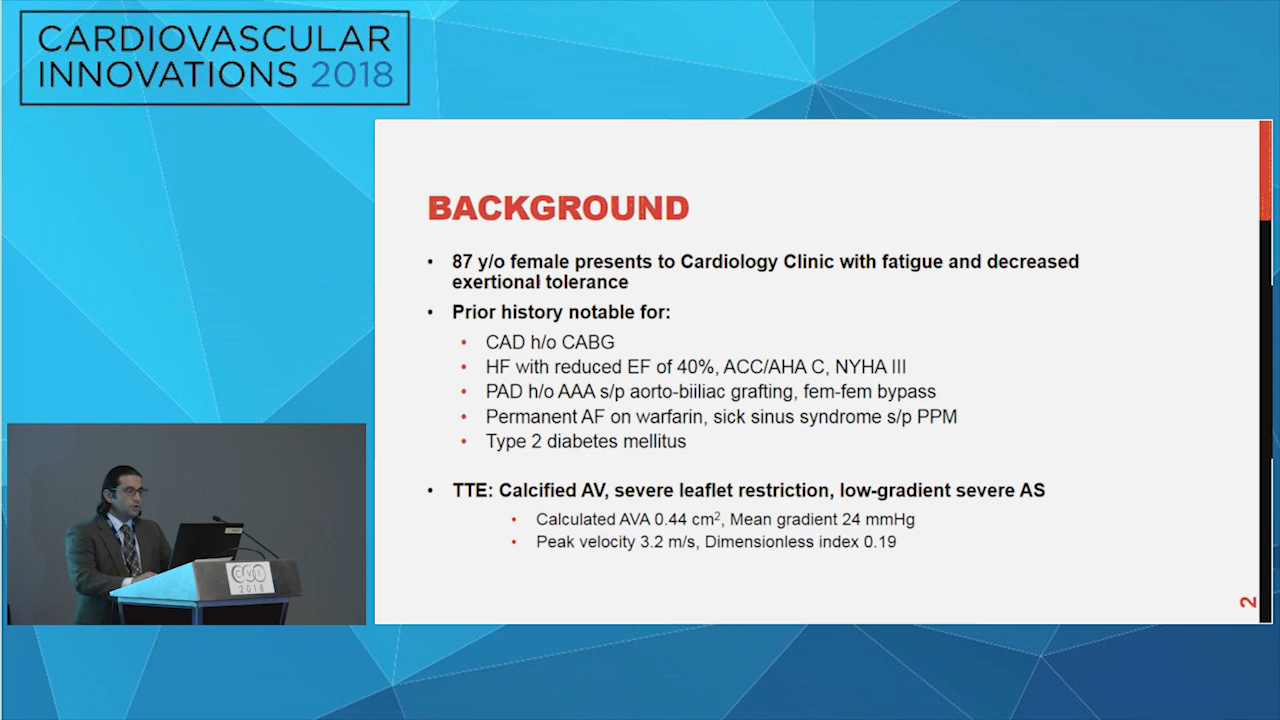 CARDIOVASCULAR
INNOVATIONS 2018
BACKGROUND
• 87 y/o female presents to Cardiology Clinic with fatigue and decreased
exertional tolerance
• Prior history notable for:
• CAD h/o CABG
• HF with reduced EF of 40%, ACC/AHA C, NYHA III
• PAD h/o AAA s/p aorto-biiliac grafting, fem-fem bypass
• Permanent AF on warfarin, sick sinus syndrome s/p PPM
• Type 2 diabetes mellitus
• TTE: Calcified AV, severe leaflet restriction, low-gradient severe AS
• Calculated AVA 0.44 cm², Mean gradient 24 mmHg
• Peak velocity 3.2 m/s, Dimensionless index 0.19
2
CVI
2018